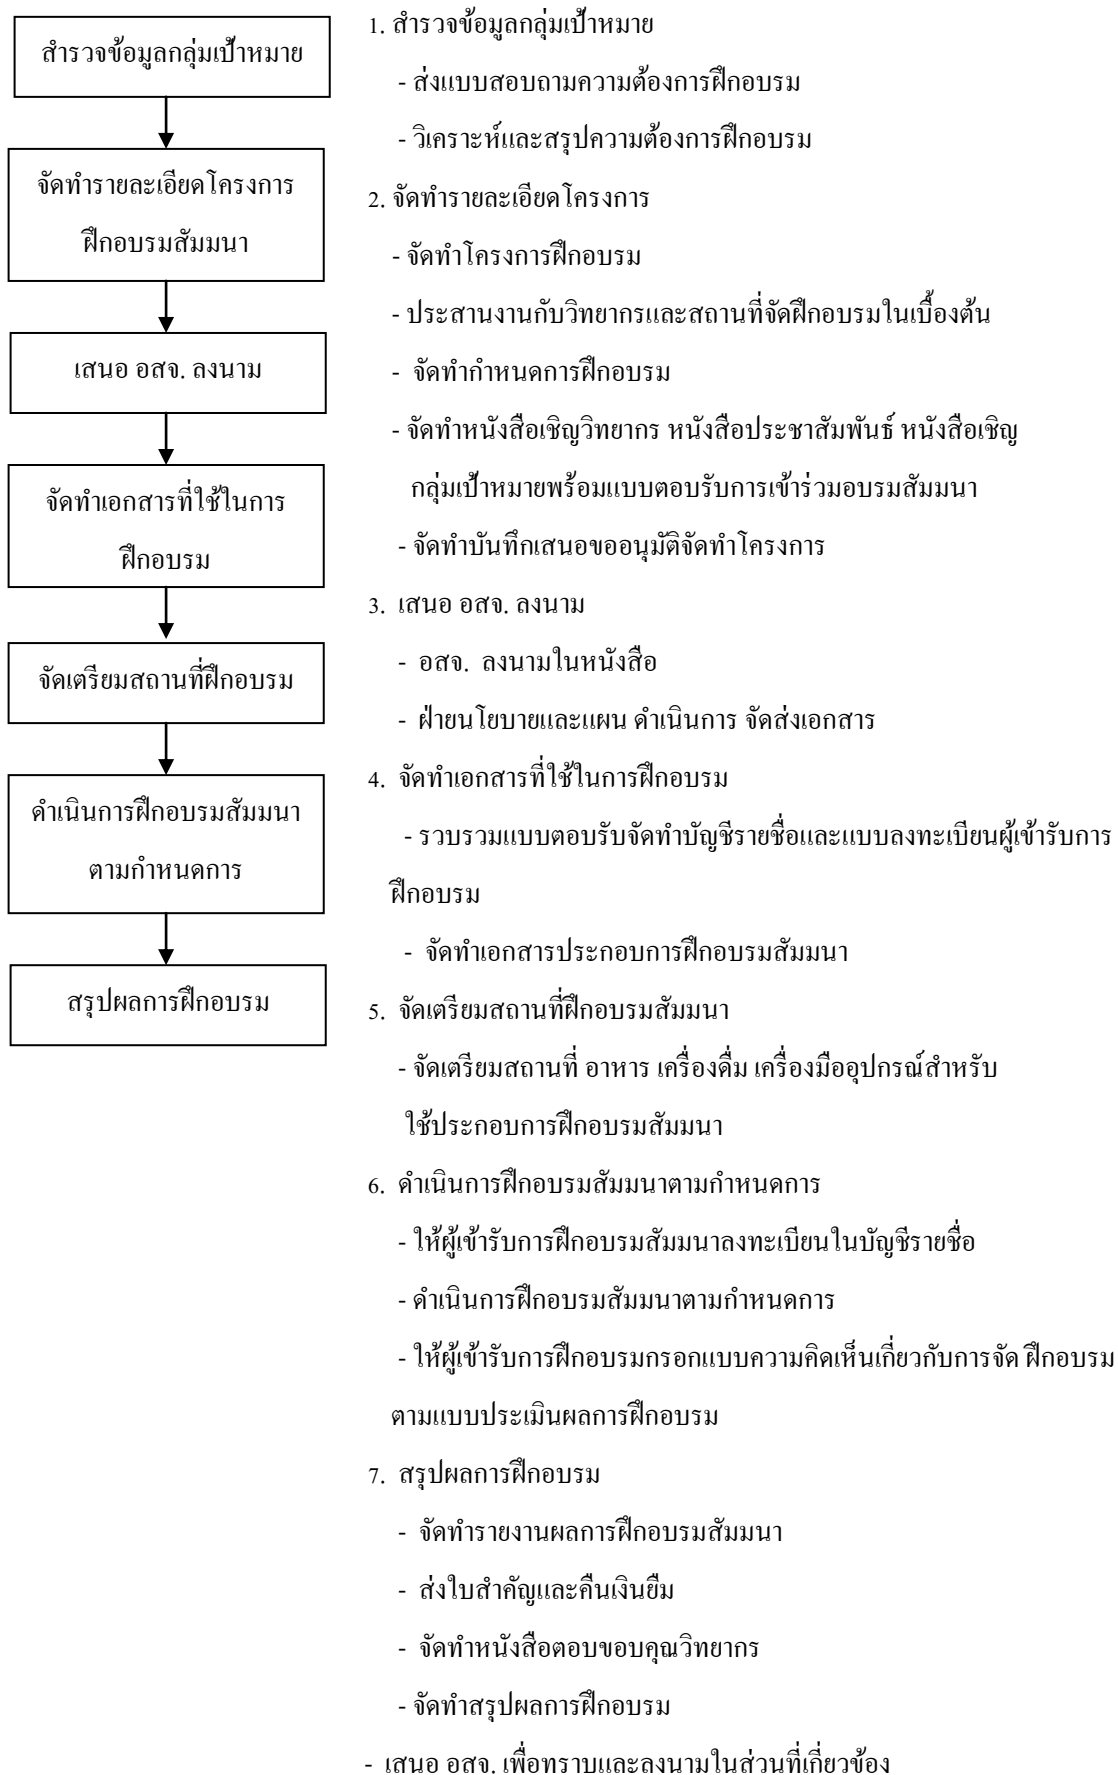 สำรวจข้อมูลกลุ่มเป้าหมาย
จัดทำรายละเอียดโครงการ
ฝึกอบรมสัมมนา
เสนอ อสจ. ลงนาม
จัดทำเอกสารที่ใช้ในการ
ฝึกอบรม
จัดเตรียมสถานที่ฝึกอบรม
ดำเนินการฝึกอบรมสัมมนา
ตามกำหนดการ
สรุปผลการฝึกอบรม
1. สำรวจข้อมูลกลุ่มเป้าหมาย
- ส่งแบบสอบถามความต้องการฝึกอบรม
- วิเคราะห์และสรุปความต้องการฝึกอบรม
2. จัดทำรายละเอียดโครงการ
- จัดทำโครงการฝึกอบรม
- ประสานงานกับวิทยากรและสถานที่จัดฝึกอบรมในเบื้องต้น
- จัดทำกำหนดการฝึกอบรม
- จัดทำหนังสือเชิญวิทยากร หนังสือประชาสัมพันธ์ หนังสือเชิญ
กลุ่มเป้าหมายพร้อมแบบตอบรับการเข้าร่วมอบรมสัมมนา
- จัดทำบันทึกเสนอขออนุมัติจัดทำโครงการ
3. เสนอ อสจ. ลงนาม
- อสจ. ลงนามในหนังสือ
- ฝ่ายนโยบายและแผน ดำเนินการ จัดส่งเอกสาร
4. จัดทำเอกสารที่ใช้ในการฝึกอบรม
- รวบรวมแบบตอบรับจัดทำบัญชีรายชื่อและแบบลงทะเบียนผู้เข้ารับการ
ฝึกอบรม
- จัดทำเอกสารประกอบการฝึกอบรมสัมมนา
5. จัดเตรียมสถานที่ฝึกอบรมสัมมนา
- จัดเตรียมสถานที่ อาหาร เครื่องดื่ม เครื่องมืออุปกรณ์สำหรับ
ใช้ประกอบการฝึกอบรมสัมมนา
6. ดำเนินการฝึกอบรมสัมมนาตามกำหนดการ
- ให้ผู้เข้ารับการฝึกอบรมสัมมนาลงทะเบียนในบัญชีรายชื่อ
- ดำเนินการฝึกอบรมสัมมนาตามกำหนดการ
- ให้ผู้เข้ารับการฝึกอบรมกรอกแบบความคิดเห็นเกี่ยวกับการจัด ฝึกอบรม
ตามแบบประเมินผลการฝึกอบรม
7. สรุปผลการฝึกอบรม
- จัดทำรายงานผลการฝึกอบรมสัมมนา
- ส่งใบสำคัญและคืนเงินยืม
- จัดทำหนังสือตอบขอบคุณวิทยากร
- จัดทำสรุปผลการฝึกอบรม
- เสนอ อสจ. เพื่อทราบและลงนามในส่วนที่เกี่ยวข้อง